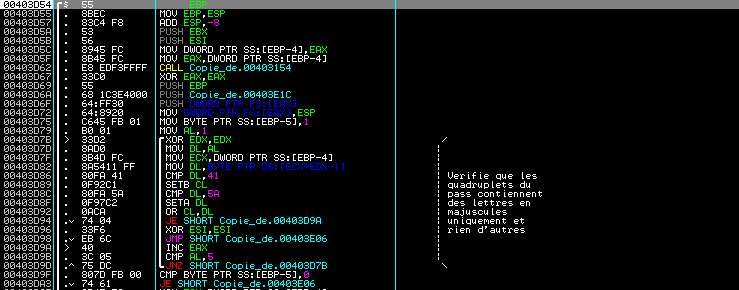 00403D54 55 EBP
00403D55 . 8BEC MOV EBP,ESP
00403D57 . 83C4 F8 ADD ESP,-8
00403D5A . 53 PUSH EBX
00403D5B . 56 PUSH ESI
00403D5C . 8945 FC MOV DWORD PTR SS:[EBP-4],EAX
00403D5F . 8B45 FC MOV EAX,DWORD PTR SS:[EBP-4]
00403D62 . E8 EDF3FFFF CALL Copie_de.00403154
00403D67 . 33C0 XOR EAX,EAX
00403D69 . 55 PUSH EBP
00403D6A . 68 1C3E4000 PUSH Copie_de.00403E1C
00403D6F . 64:FF30 PUSH DWORD PTR FS:[EAX]
00403D72 . 64:8920 MOV DWORD PTR FS:[EAX],ESP
00403D75 . C645 FB 01 MOV BYTE PTR SS:[EBP-5],1
00403D79 . B0 01 MOV AL,1
00403D7B > 33D2 XOR EDX,EDX
00403D7D . 8AD0 MOV DL,AL
00403D7F . 8B4D FC MOV ECX,DWORD PTR SS:[EBP-4]
00403D82 . 8A5411 FF MOV DL,BYTE PTR DS:[ECX+EDX-1]
00403D86 . 80FA 41 CMP DL,41
00403D89 . 0F92C1 SETB CL
00403D8C . 80FA 5A CMP DL,5A
00403D8F . 0F97C2 SETA DL
00403D92 . 0ACA OR CL,DL
00403D94 . 74 04 JE SHORT Copie_de.00403D9A
00403D96 . 33F6 XOR ESI,ESI
00403D98 . EB 6C JMP SHORT Copie_de.00403E06
00403D9A > 40 INC EAX
00403D9B . 3C 05 CMP AL,5
00403D9D .^ 75 DC JNZ SHORT Copie_de.00403D7B
00403D9F . 807D FB 00 CMP BYTE PTR SS:[EBP-5],0
00403DA3 . 74 61 JE SHORT Copie_de.00403E06
Verifie que les
quadruplets du
pass contiennent
des lettres en
majuscules
uniquement et
rien d'autres